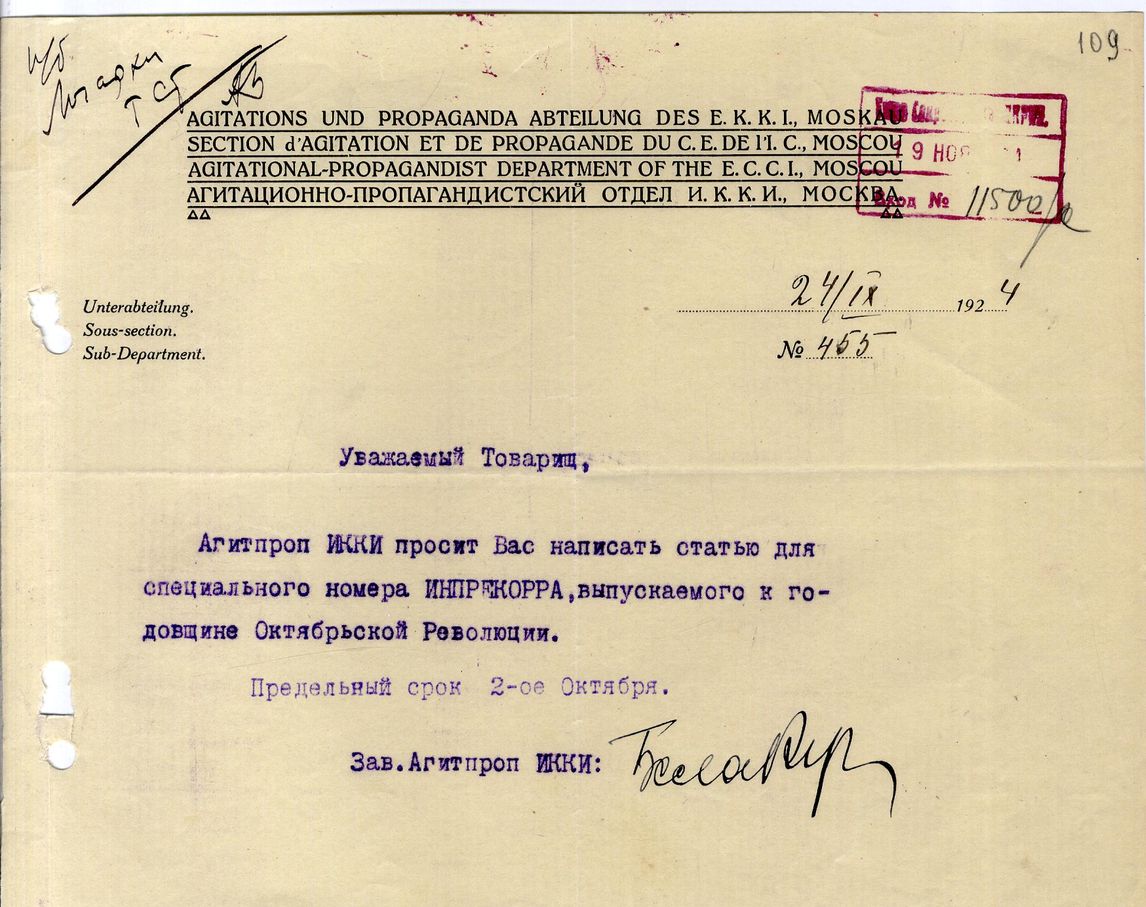 109
и/б
AGITATIONS UND PROPAGANDA ABTEILUNG DES E. K. K. I., MOSKAU
SECTION d'AGITATION ET DE PROPAGANDE DU C. E. DE l'I. C., MOSCOU
AGITATIONAL-PROPAGANDIST DEPARTMENT OF THE E. C. C. I., MOSCOU
АГИТАЦИОННО-ПРОПАГАНДИСТСКИЙ ОТДЕЛ И. К. К. И., МОСКВА
19 НОЯ
Вход № 11500/а
Unterabteilung.
Sous-section.
Sub-Department.
24/IX 1924
№ 455
Уважаемый Товарищ,
Агитпроп ИККИ просит Вас написать статью для
специального номера ИНПРЕКОРРА,выпускаемого к го-
довщине Октябрьской Революции.
Предельный срок 2-ое Октября.
Зав.Агитпроп ИККИ: